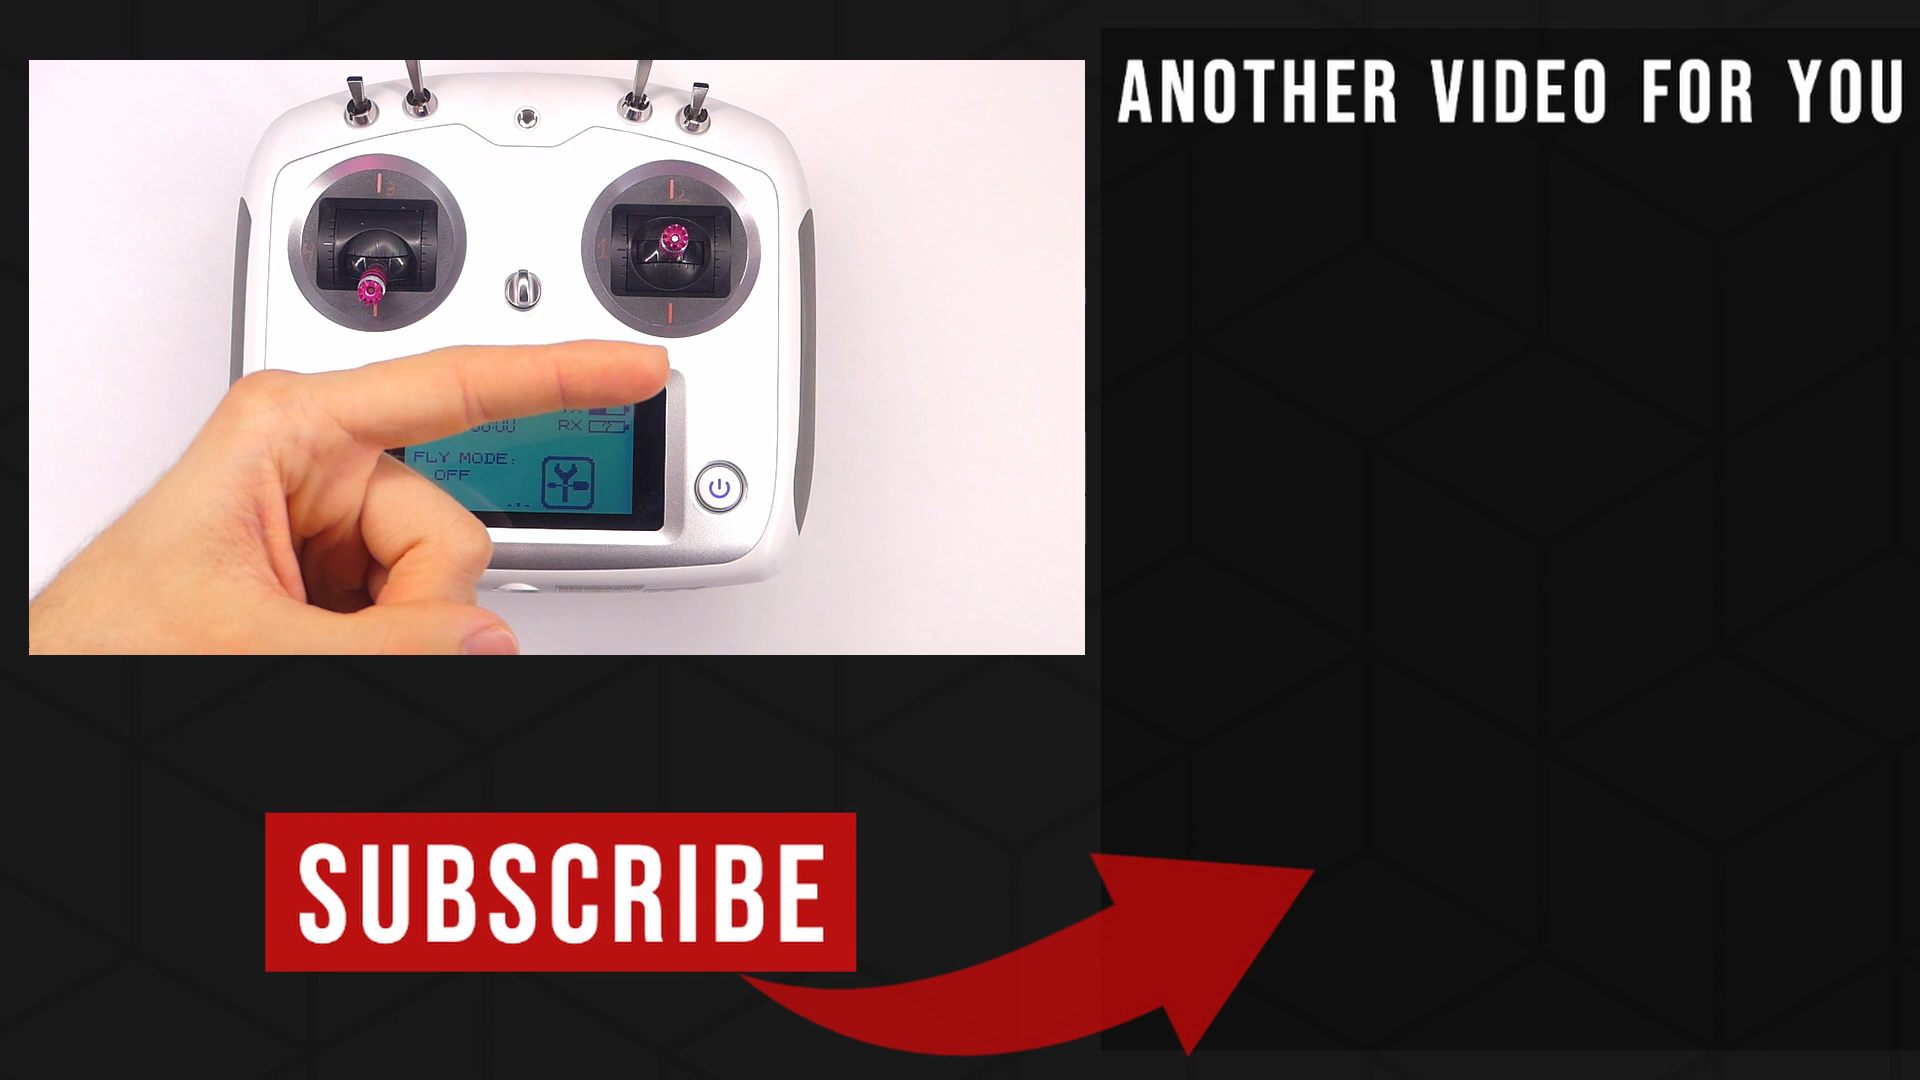 ANOTHER VIDEO FOR YOU
RX ?
FLY MODE:
OFF
SUBSCRIBE